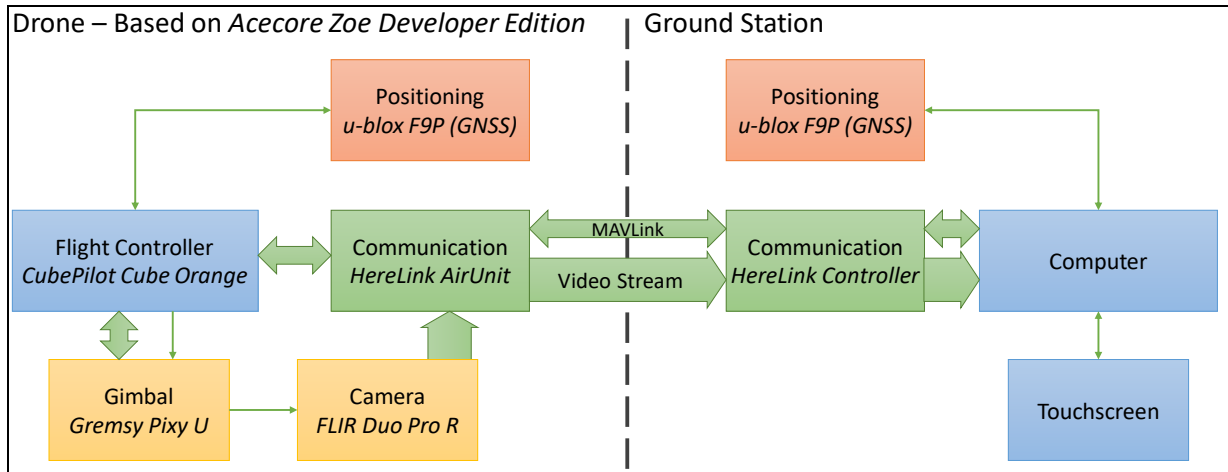 Drone – Based on Acecore Zoe Developer Edition
Ground Station
Positioning
u-blox F9P (GNSS)
Positioning
u-blox F9P (GNSS)
Flight Controller
CubePilot Cube Orange
Communication
HereLink AirUnit
MAVLink
Video Stream
Communication
HereLink Controller
Computer
Gimbal
Gremsy Pixy U
Camera
FLIR Duo Pro R
Touchscreen